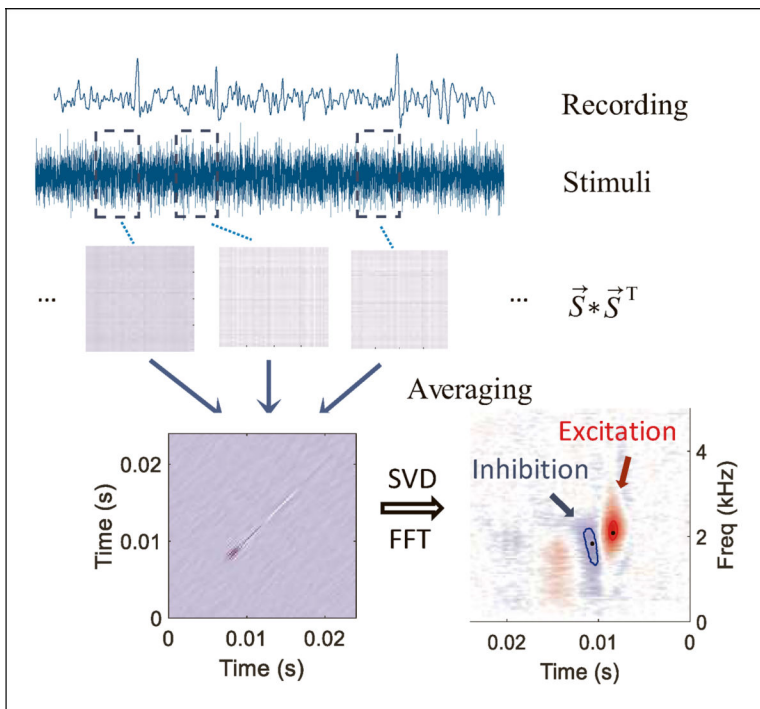 Recording
Stimuli
...
...
S⃗ * S⃗ᵀ
Averaging
0.02
0.01
0
Time (s)
0
0.01
0.02
Time (s)
SVD
FFT
Excitation
Inhibition
4
2
0
Freq (kHz)
0.02
0.01
0
Time (s)